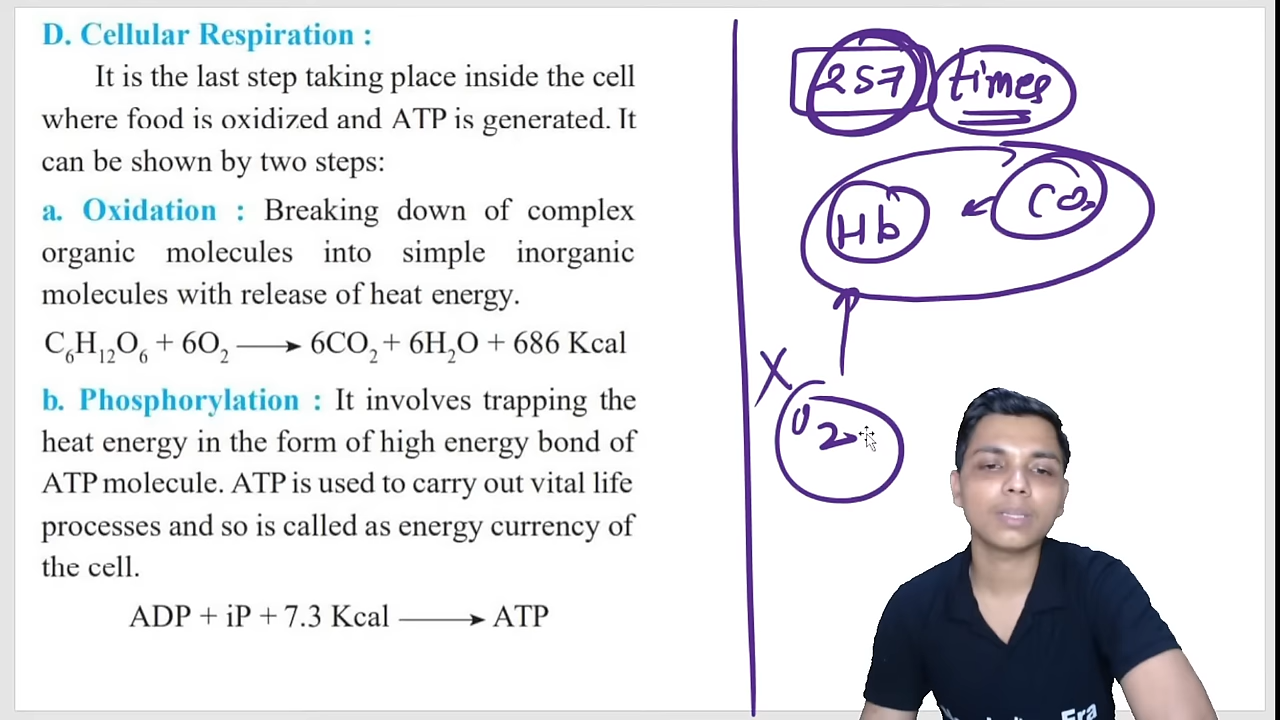 D. Cellular Respiration :
It is the last step taking place inside the cell
where food is oxidized and ATP is generated. It
can be shown by two steps:
a. Oxidation : Breaking down of complex
organic molecules into simple inorganic
molecules with release of heat energy.
C₆H₁₂O₆ + 6O₂ ⟶ 6CO₂ + 6H₂O + 686 Kcal
b. Phosphorylation : It involves trapping the
heat energy in the form of high energy bond of
ATP molecule. ATP is used to carry out vital life
processes and so is called as energy currency of
the cell.
ADP + iP + 7.3 Kcal ⟶ ATP
257 times
Hb ← CO₂
X
O₂
Era